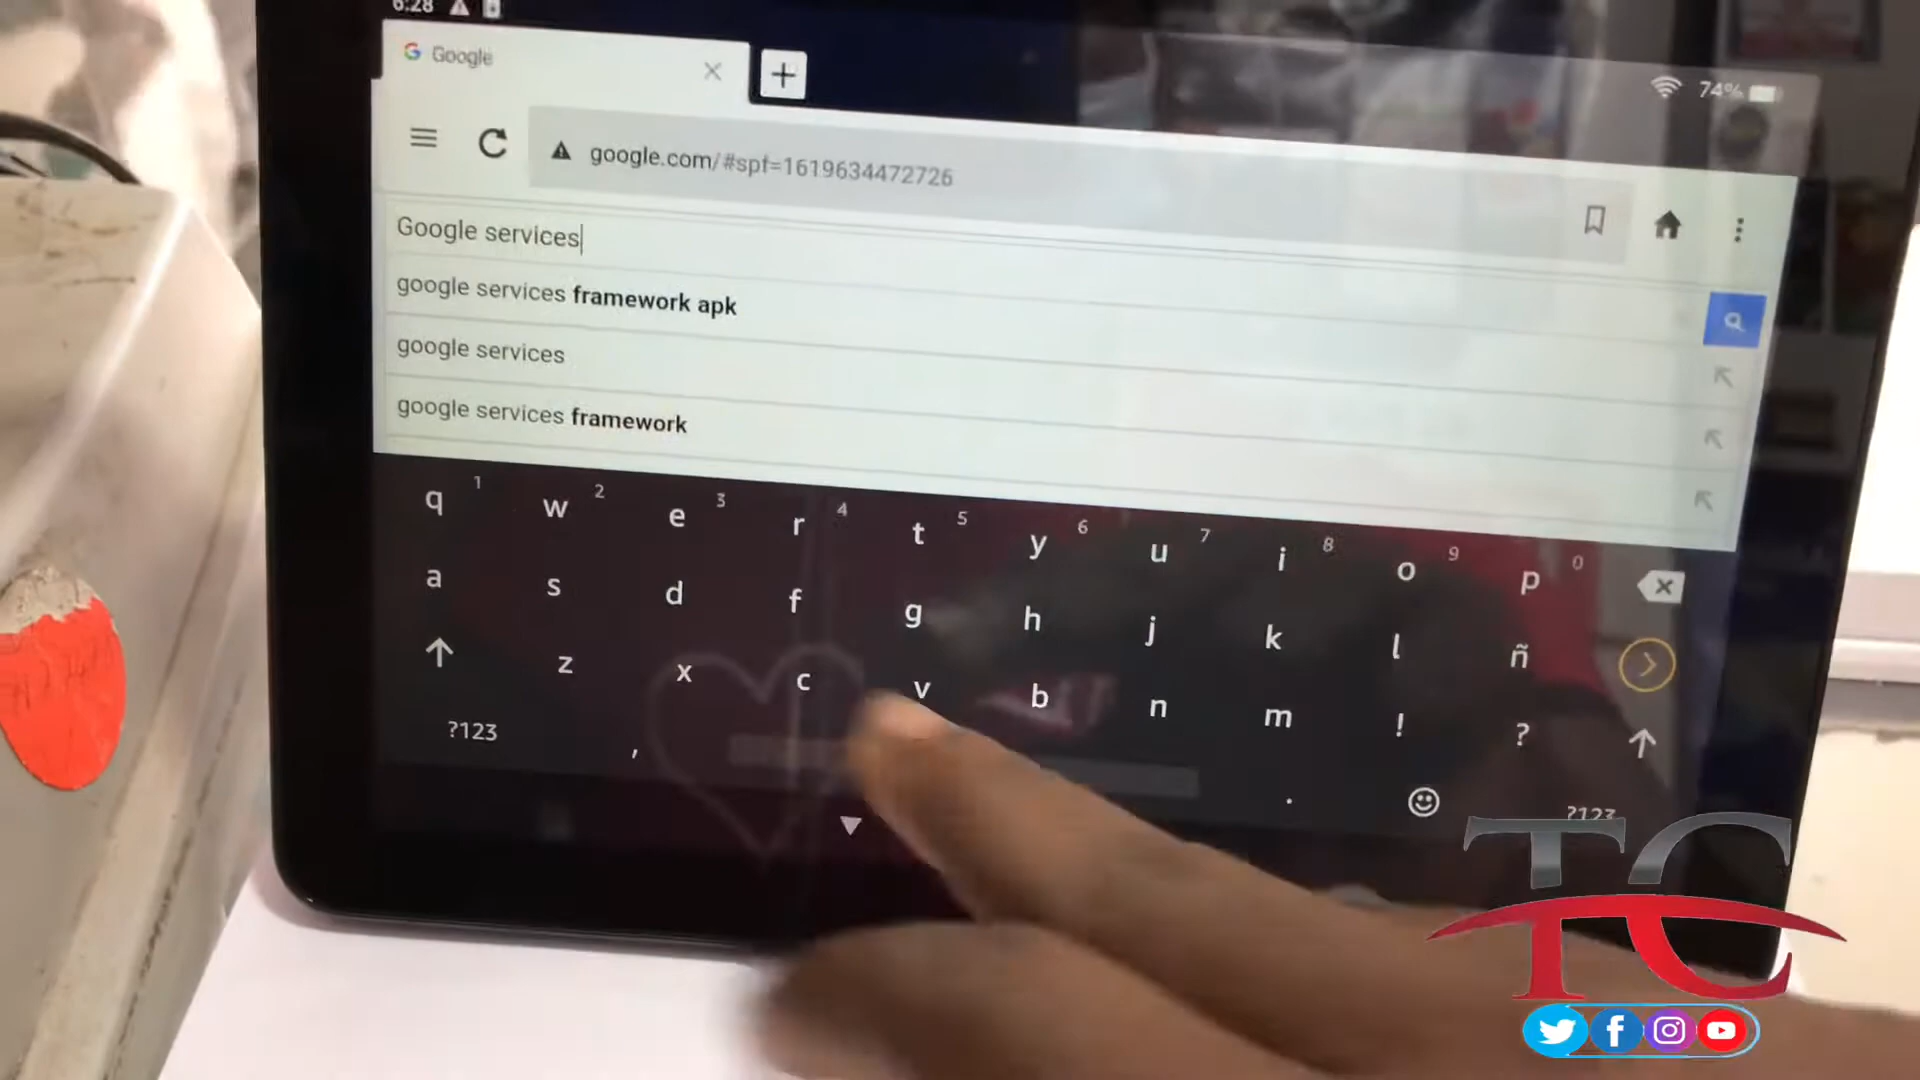 6:28
Google
74%
google.com/#spf=1619634472726
Google services
google services framework apk
google services
google services framework
q 1 w 2 e 3 r 4 t 5 y 6 u 7 i 8 o 9 p 0
a s d f g h j k l ñ
z x c v b n m ! ?
?123 , . ?123
TC